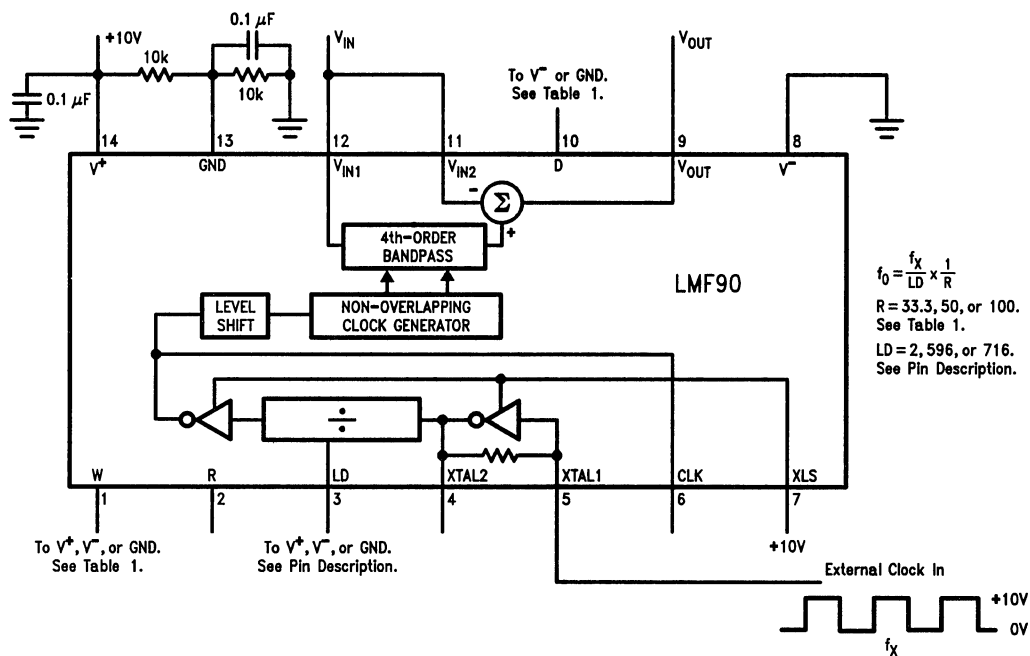 +10V
10k
0.1 µF
0.1 µF
10k
V_IN
To V⁻ or GND.
See Table 1.
V_OUT
14
13
12
11
10
9
8
V⁺
GND
V_IN1
V_IN2
D
V_OUT
V⁻
-
Σ
+
4th-ORDER
BANDPASS
LMF90
LEVEL
SHIFT
NON-OVERLAPPING
CLOCK GENERATOR
f₀ = f_X/LD x 1/R
R = 33.3, 50, or 100.
See Table 1.
LD = 2, 596, or 716.
See Pin Description.
÷
W
R
LD
XTAL2
XTAL1
CLK
XLS
1
2
3
4
5
6
7
To V⁺, V⁻, or GND.
See Table 1.
To V⁺, V⁻, or GND.
See Pin Description.
+10V
External Clock In
+10V
0V
f_X